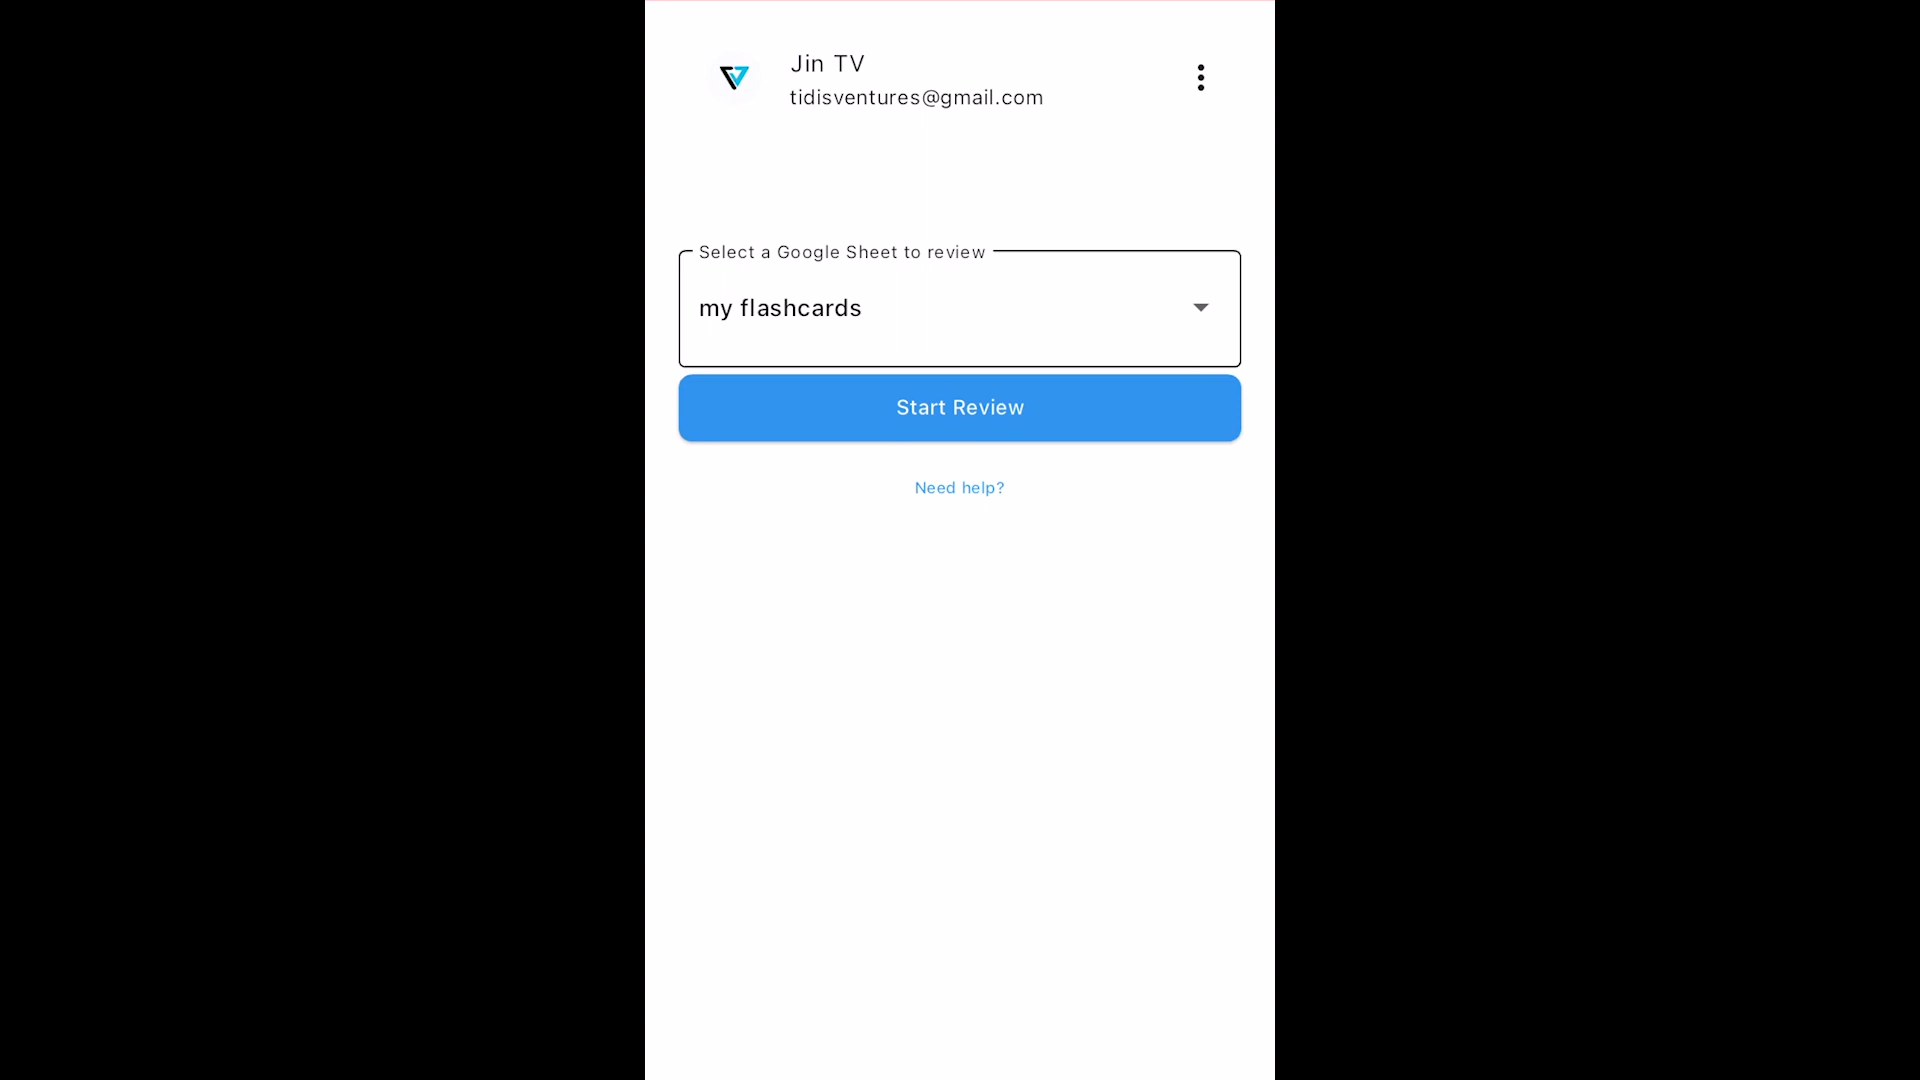 Jin TV
tidisventures@gmail.com
Select a Google Sheet to review
my flashcards
Start Review
Need help?